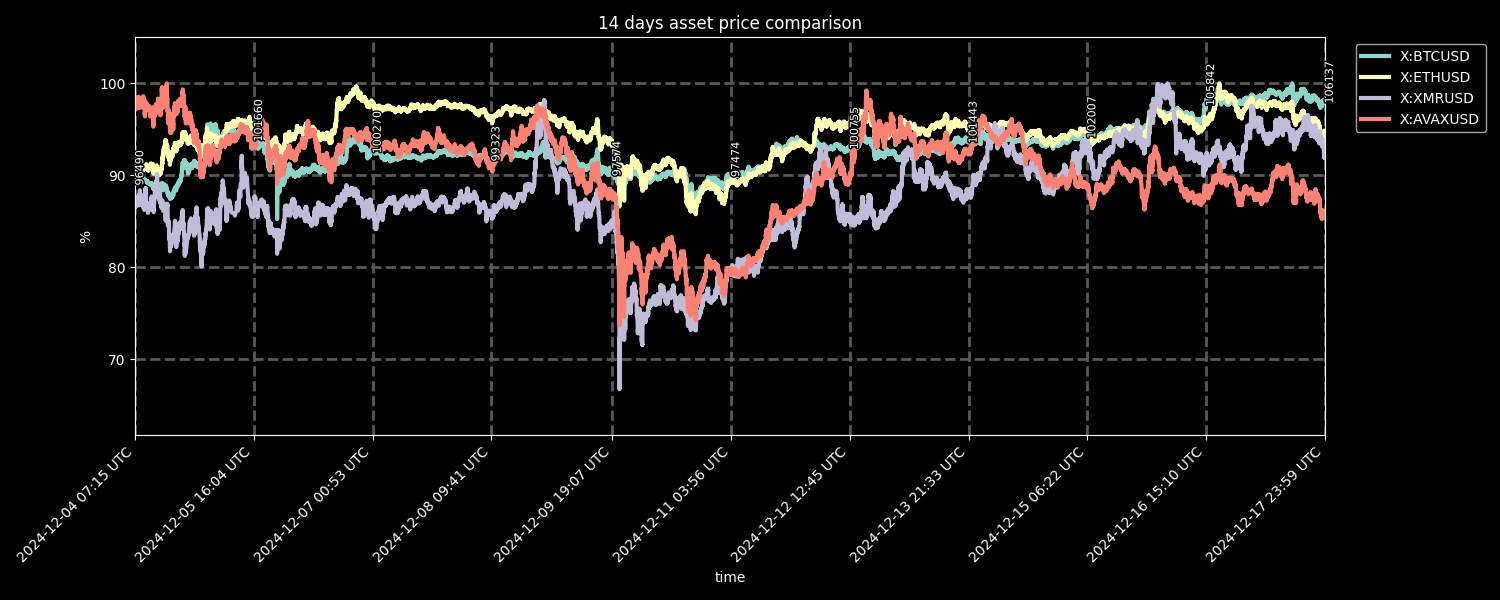 14 days asset price comparison
X:BTCUSD
X:ETHUSD
X:XMRUSD
X:AVAXUSD
100
90
80
70
%
96490
101660
102270
99323
97574
97474
100755
101443
102007
105842
106137
2024-12-04 07:15 UTC
2024-12-05 16:04 UTC
2024-12-07 00:53 UTC
2024-12-08 09:41 UTC
2024-12-09 19:07 UTC
2024-12-11 03:56 UTC
2024-12-12 12:45 UTC
2024-12-13 21:33 UTC
2024-12-15 06:22 UTC
2024-12-16 15:10 UTC
2024-12-17 23:59 UTC
time